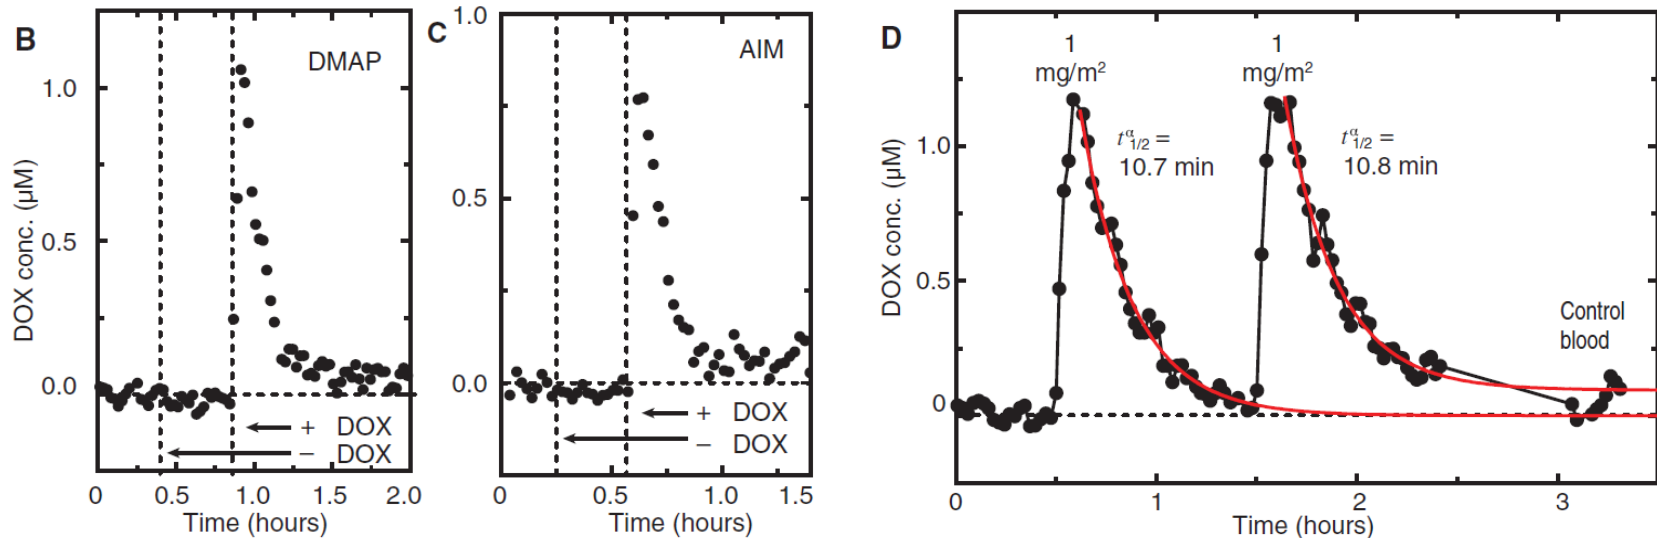 B
DMAP
DOX conc. (μM)
1.0
0.5
0.0
+ DOX
– DOX
0 0.5 1.0 1.5 2.0
Time (hours)
C
AIM
1.0
0.5
0.0
+ DOX
– DOX
0 0.5 1.0 1.5
Time (hours)
D
DOX conc. (μM)
1.0
0.5
0
1
mg/m²
1
mg/m²
t^α_1/2 =
10.7 min
t^α_1/2 =
10.8 min
Control
blood
0 1 2 3
Time (hours)